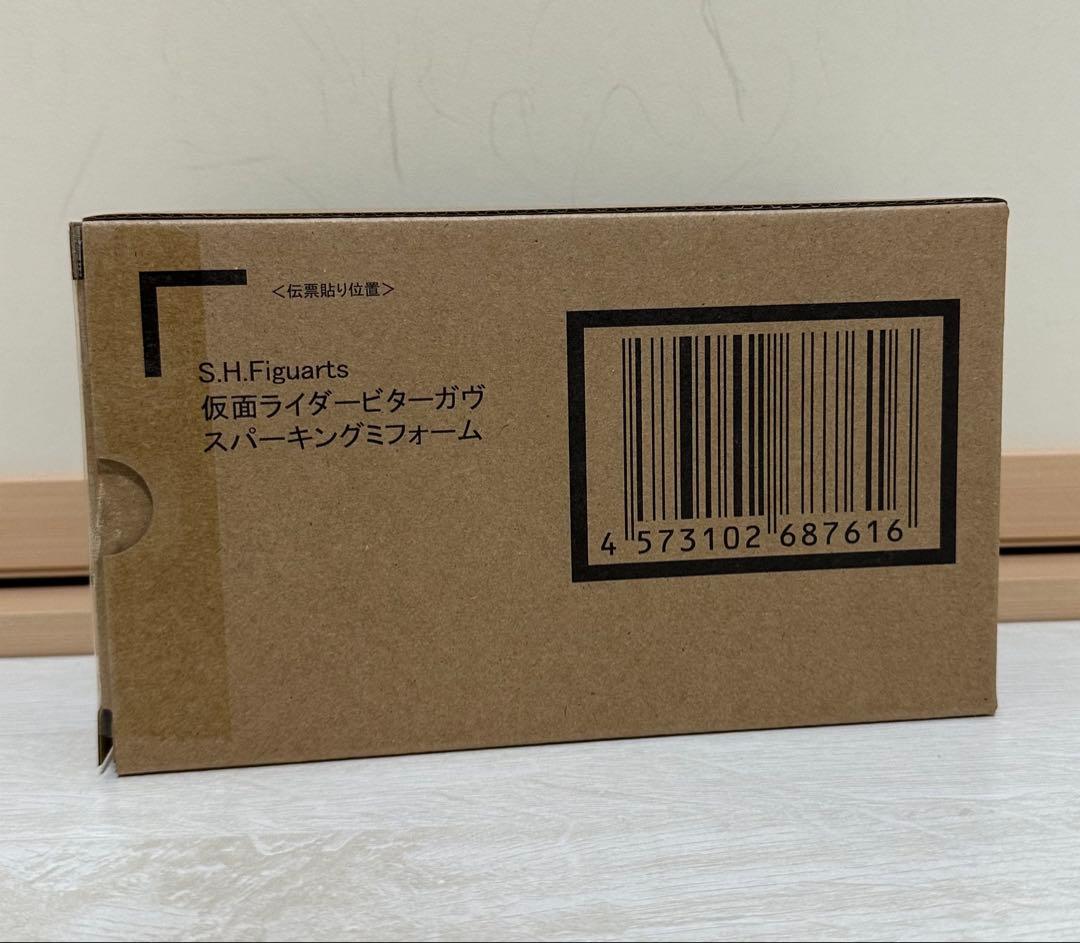 ＜伝票貼り位置＞
S.H.Figuarts
仮面ライダービターガヴ
スパーキングミフォーム
4 573102 687616